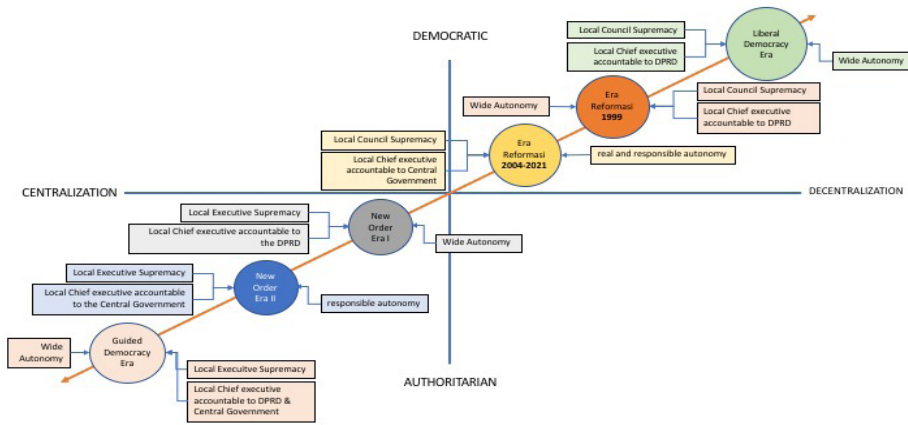 DEMOCRATIC
Local Council Supremacy
Local Chief executive
accountable to DPRD
Liberal
Democracy
Era
Wide Autonomy
Wide Autonomy
Era
Reformasi
1999
Local Council Supremacy
Local Chief executive
accountable to DPRD
Local Council Supremacy
Local Chief executive
accountable to Central
Government
Era
Reformasi
2004-2021
real and responsible autonomy
CENTRALIZATION
DECENTRALIZATION
Local Executive Supremacy
Local Chief executive accountable to
the DPRD
New
Order
Era I
Wide Autonomy
Local Executive Supremacy
Local Chief executive accountable
to the Central Government
New
Order
Era II
responsible autonomy
Wide
Autonomy
Guided
Democracy
Era
Local Execuitve Supremacy
Local Chief executive
accountable to DPRD &
Central Government
AUTHORITARIAN